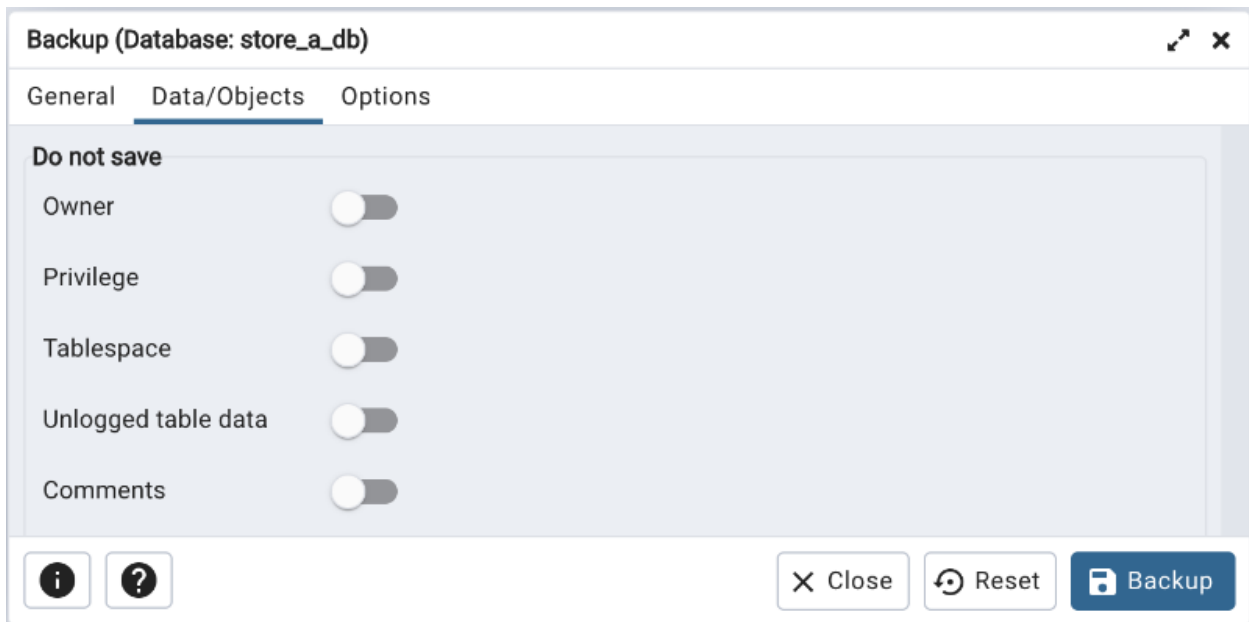 Backup (Database: store_a_db)
General Data/Objects Options
Do not save
Owner
Privilege
Tablespace
Unlogged table data
Comments
Close Reset Backup